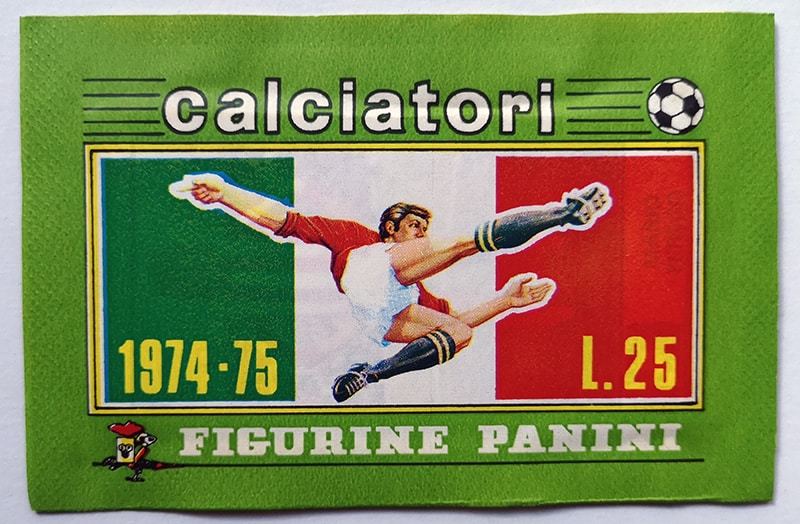 calciatori
1974-75
L.25
FIGURINE PANINI